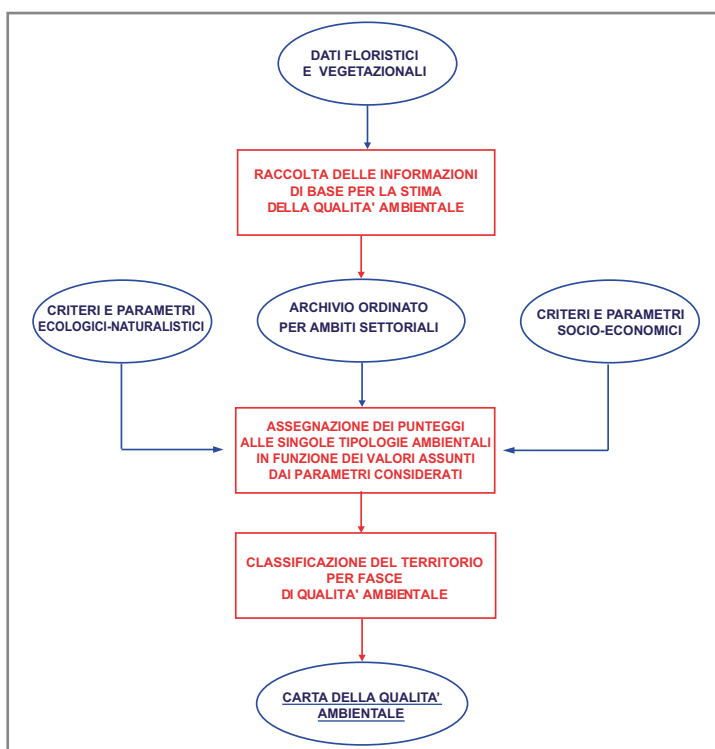 DATI FLORISTICI
E VEGETAZIONALI
RACCOLTA DELLE INFORMAZIONI
DI BASE PER LA STIMA
DELLA QUALITA' AMBIENTALE
CRITERI E PARAMETRI
ECOLOGICI-NATURALISTICI
ARCHIVIO ORDINATO
PER AMBITI SETTORIALI
CRITERI E PARAMETRI
SOCIO-ECONOMICI
ASSEGNAZIONE DEI PUNTEGGI
ALLE SINGOLE TIPOLOGIE AMBIENTALI
IN FUNZIONE DEI VALORI ASSUNTI
DAI PARAMETRI CONSIDERATI
CLASSIFICAZIONE DEL TERRITORIO
PER FASCE
DI QUALITA' AMBIENTALE
CARTA DELLA QUALITA’
AMBIENTALE